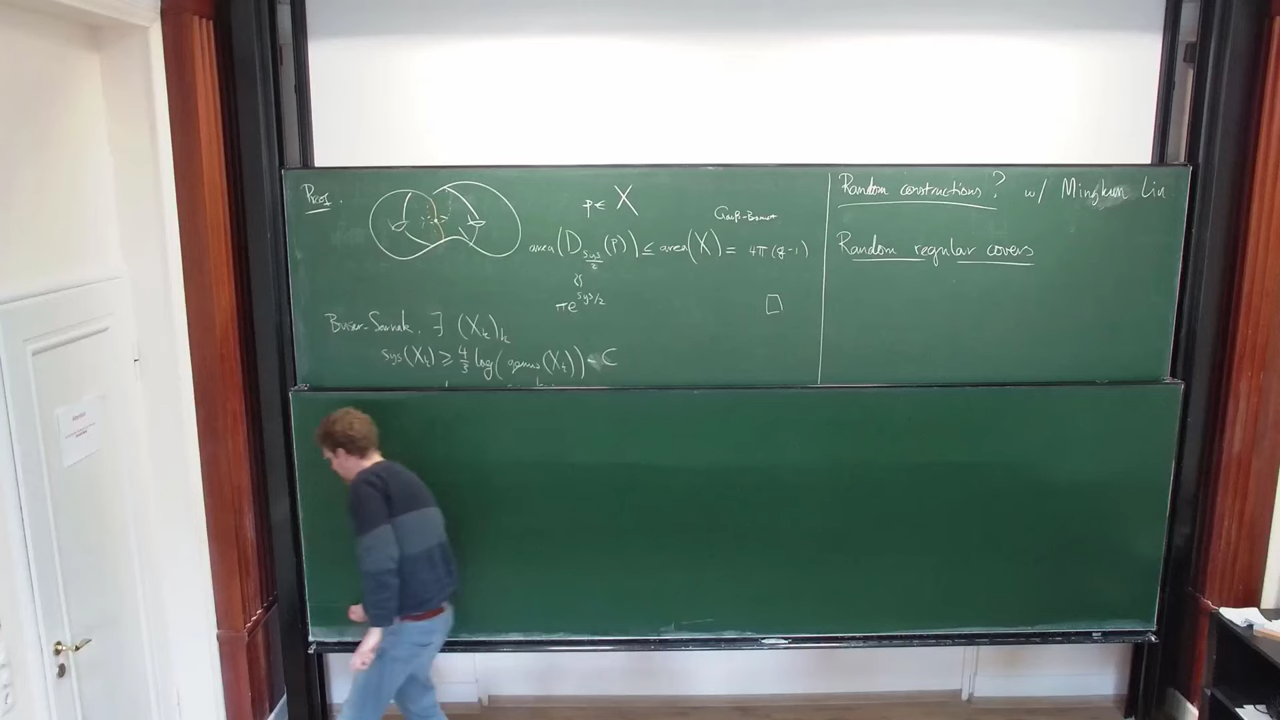 Proof.
p ∈ X
Gauß-Bonnet
area(D_{sys/2}(p)) ≤ area(X) = 4π(g-1)
πe^{sys/2}
□
Buser-Sarnak. ∃ (X_k)_k
sys(X_k) ≥ 4/3 log(genus(X_k)) - C
Random constructions? w/ Mingkun Liu
Random regular covers